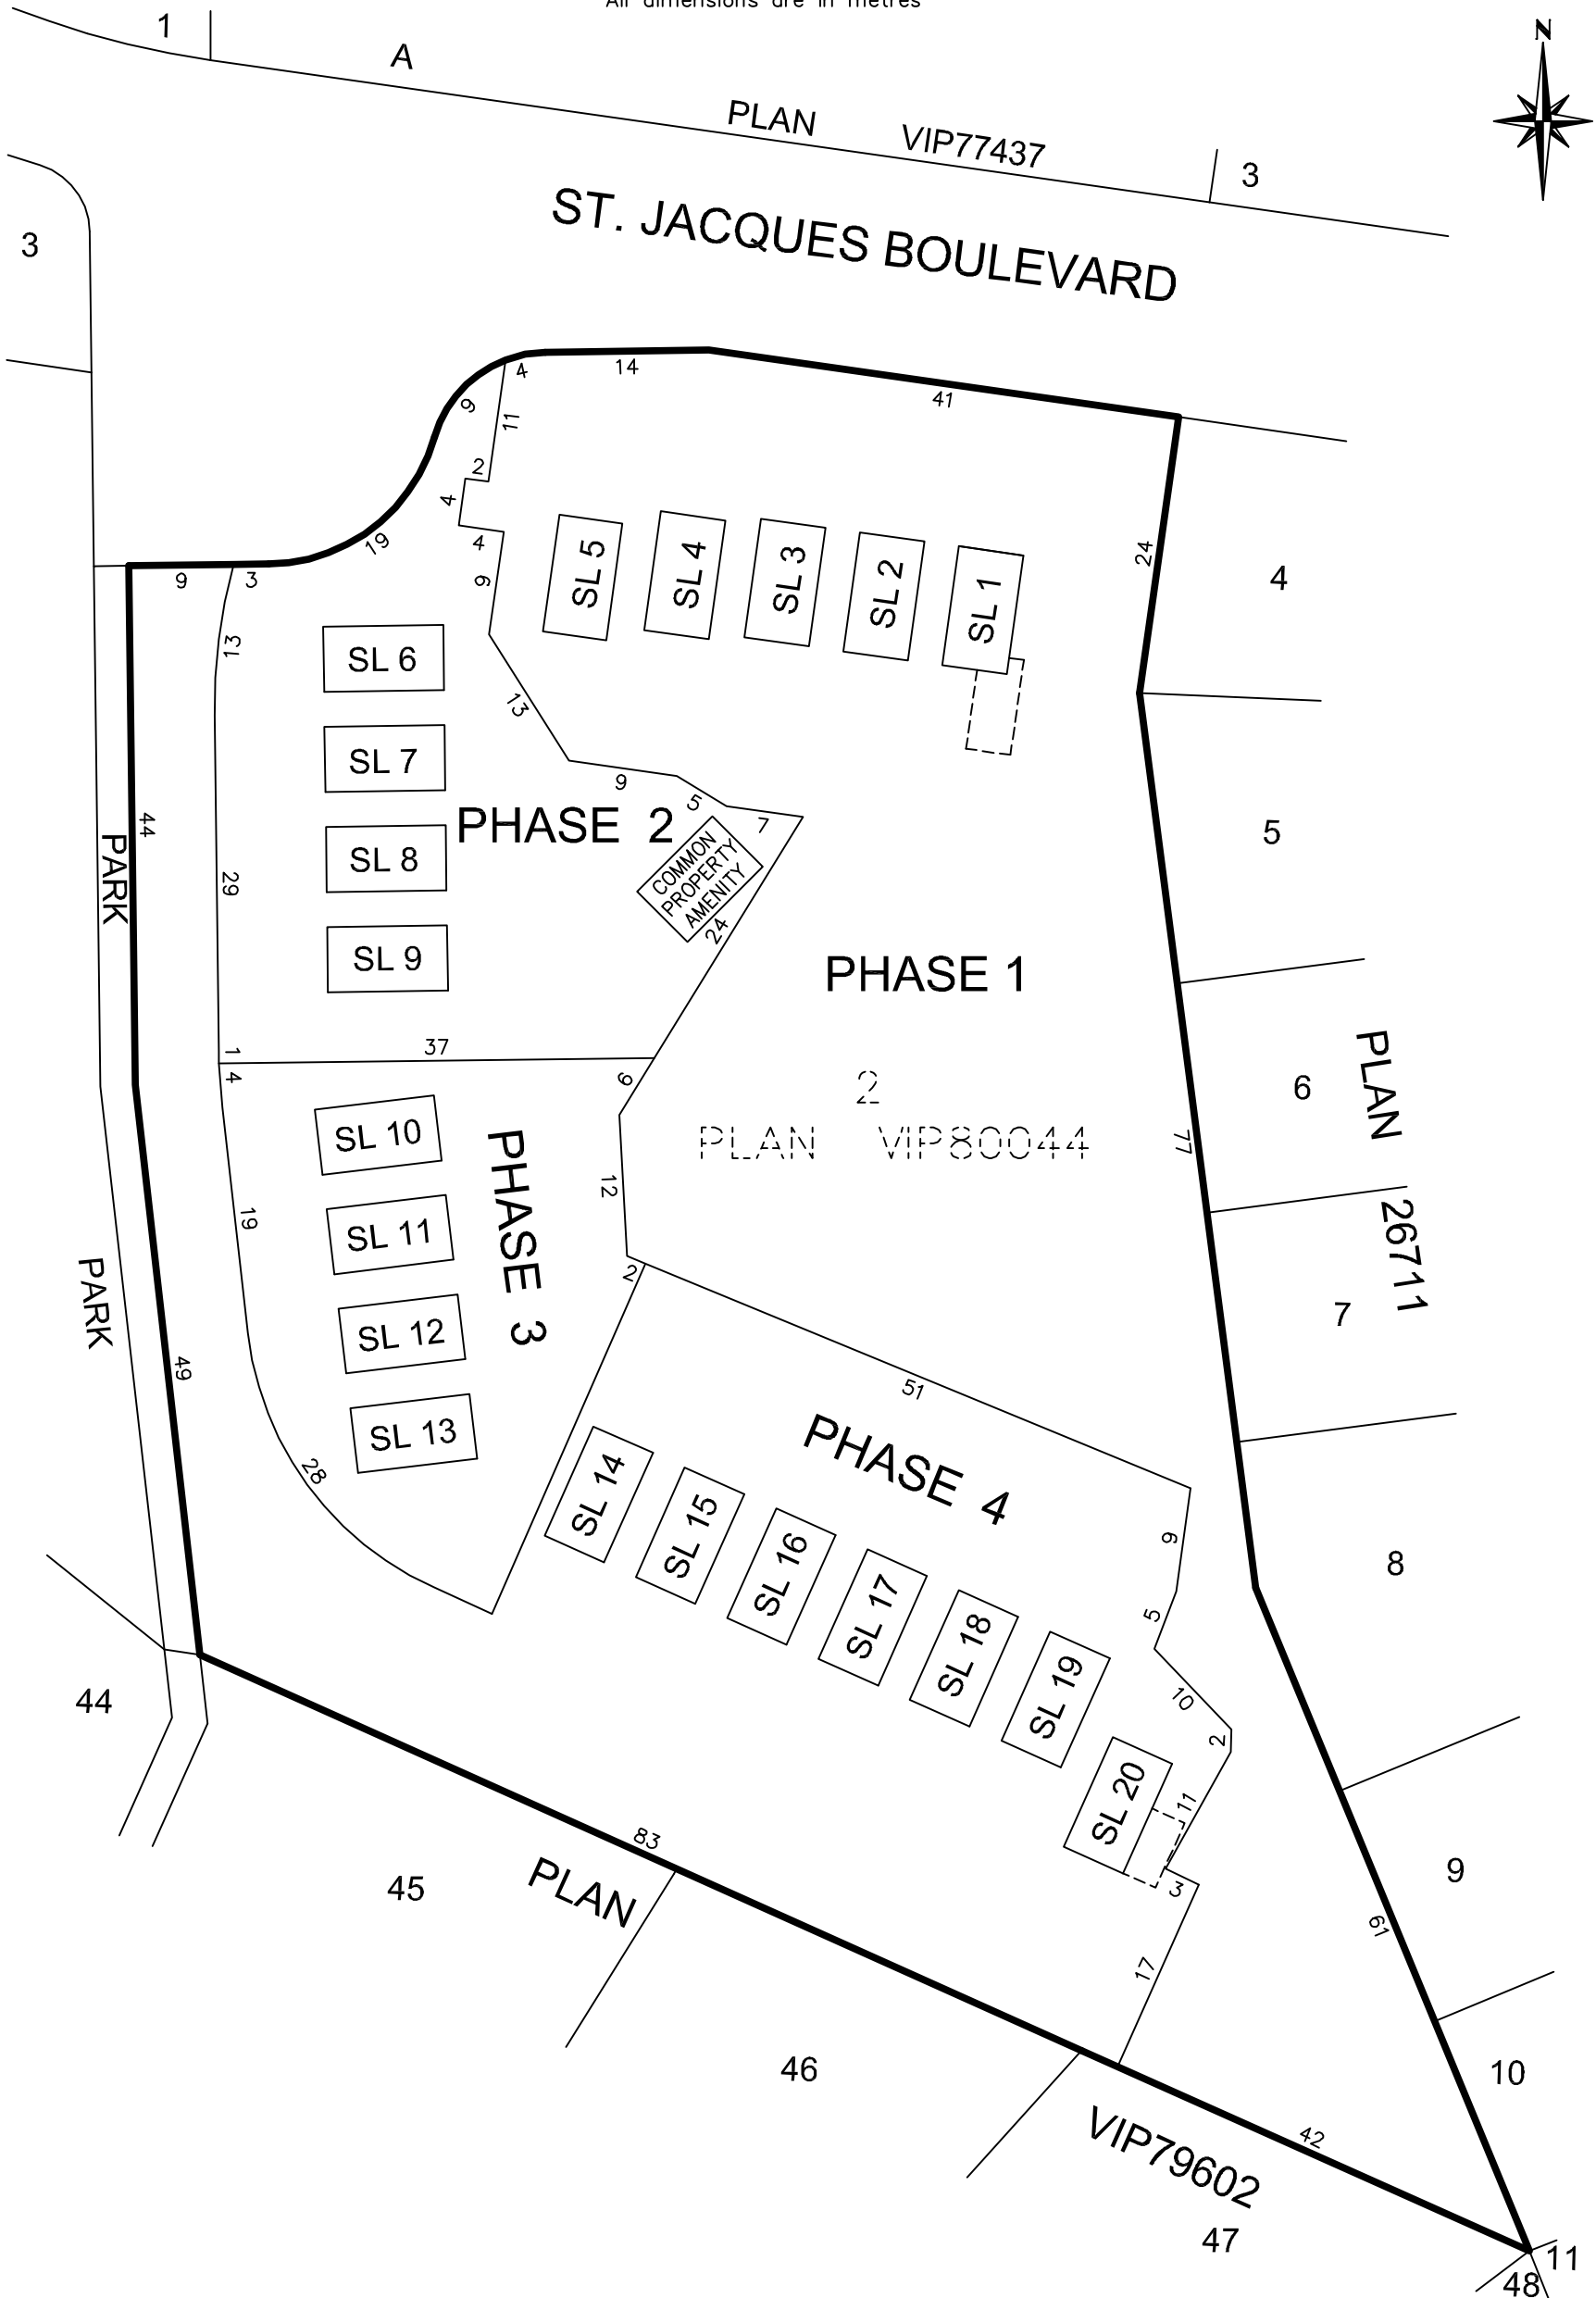 All dimensions are in metres
N
1
A
PLAN VIP77437
3
3
ST. JACQUES BOULEVARD
4
14
41
9
11
2
4
4
19
9
9
3
13
24
SL 5
SL 4
SL 3
SL 2
SL 1
4
SL 6
13
SL 7
9
5
7
44
PARK
PHASE 2
5
COMMON
PROPERTY
AMENITY
SL 8
29
24
SL 9
PHASE 1
37
1
4
6
2
PLAN VIP80044
77
6
PLAN
26711
SL 10
12
SL 11
19
PHASE 3
PARK
2
SL 12
7
49
51
SL 13
28
PHASE 4
SL 14
SL 15
SL 16
SL 17
SL 18
SL 19
SL 20
9
5
10
2
11
3
8
44
83
45
PLAN
17
9
61
46
10
VIP79602
42
47
11
48